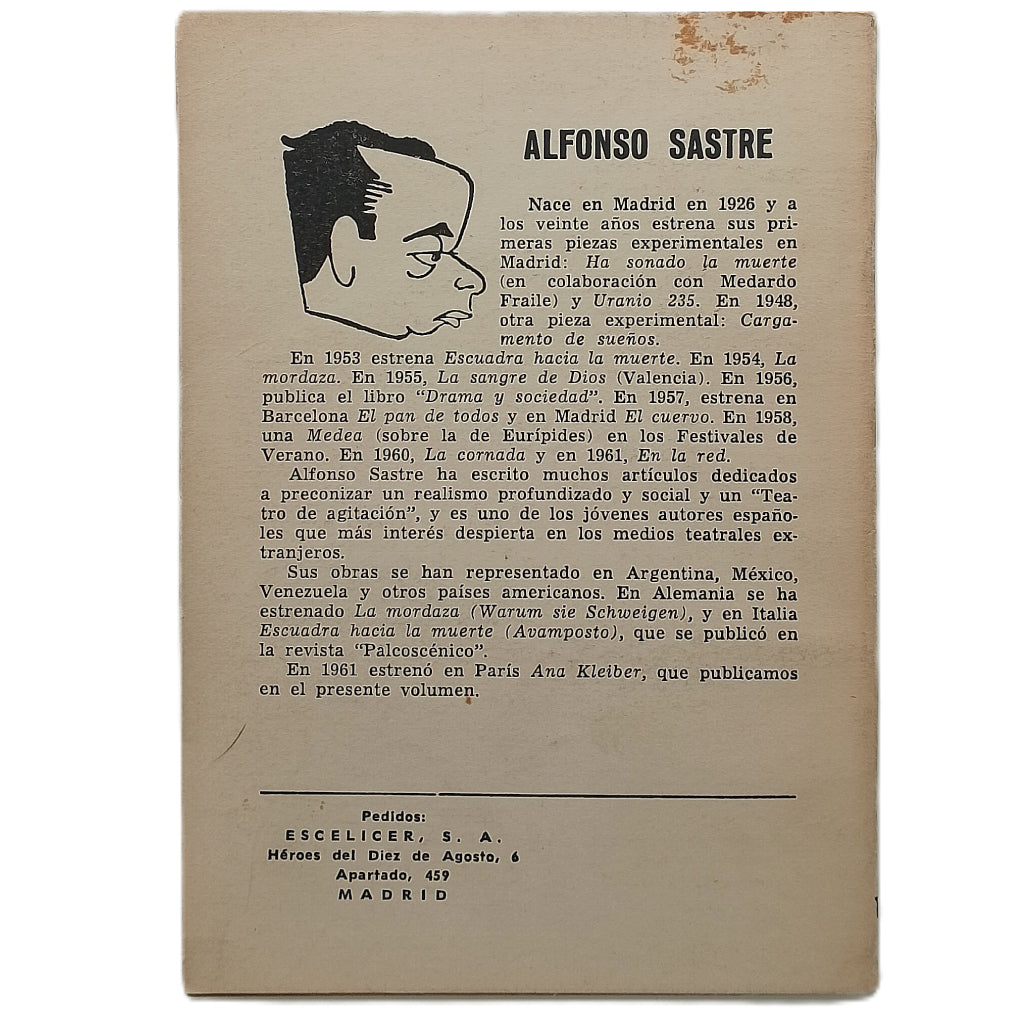 ALFONSO SASTRE
Nace en Madrid en 1926 y a
los veinte años estrena sus pri-
meras piezas experimentales en
Madrid: Ha sonado la muerte
(en colaboración con Medardo
Fraile) y Uranio 235. En 1948,
otra pieza experimental: Carga-
mento de sueños.
En 1953 estrena Escuadra hacia la muerte. En 1954, La
mordaza. En 1955, La sangre de Dios (Valencia). En 1956,
publica el libro "Drama y sociedad". En 1957, estrena en
Barcelona El pan de todos y en Madrid El cuervo. En 1958,
una Medea (sobre la de Eurípides) en los Festivales de
Verano. En 1960, La cornada y en 1961, En la red.
Alfonso Sastre ha escrito muchos artículos dedicados
a preconizar un realismo profundizado y social y un "Tea-
tro de agitación", y es uno de los jóvenes autores españo-
les que más interés despierta en los medios teatrales ex-
tranjeros.
Sus obras se han representado en Argentina, México,
Venezuela y otros países americanos. En Alemania se ha
estrenado La mordaza (Warum sie Schweigen), y en Italia
Escuadra hacia la muerte (Avamposto), que se publicó en
la revista "Palcoscénico".
En 1961 estrenó en París Ana Kleiber, que publicamos
en el presente volumen.
Pedidos:
ESCELICER, S. A.
Héroes del Diez de Agosto, 6
Apartado, 459
MADRID